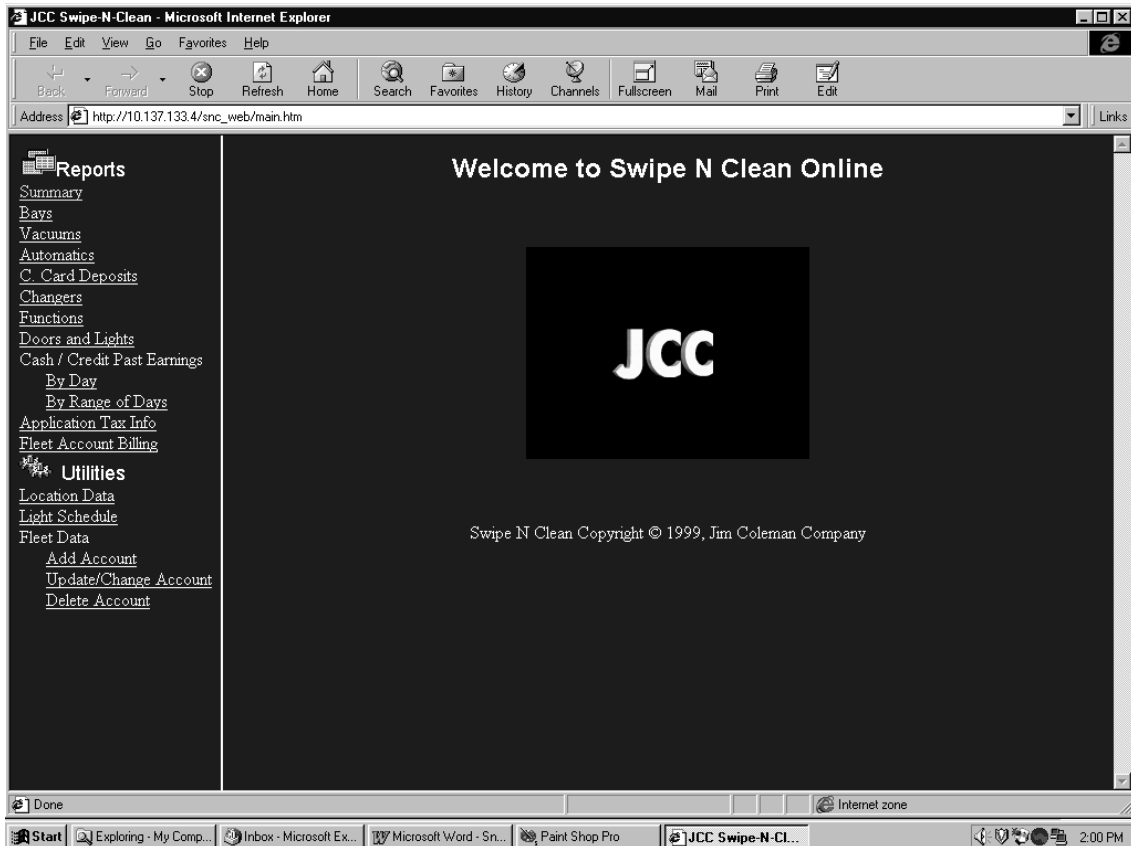 JCC Swipe-N-Clean - Microsoft Internet Explorer
File Edit View Go Favorites Help
Back Forward Stop Refresh Home Search Favorites History Channels Fullscreen Mail Print Edit
Address http://10.137.133.4/snc_web/main.htm Links
Reports
Summary
Bays
Vacuums
Automatics
C. Card Deposits
Changers
Functions
Doors and Lights
Cash / Credit Past Earnings
By Day
By Range of Days
Application Tax Info
Fleet Account Billing
Utilities
Location Data
Light Schedule
Fleet Data
Add Account
Update/Change Account
Delete Account
Welcome to Swipe N Clean Online
JCC
Swipe N Clean Copyright © 1999, Jim Coleman Company
Done Internet zone
Start Exploring - My Comp... Inbox - Microsoft Ex... Microsoft Word - Sn... Paint Shop Pro JCC Swipe-N-Cl... 2:00 PM